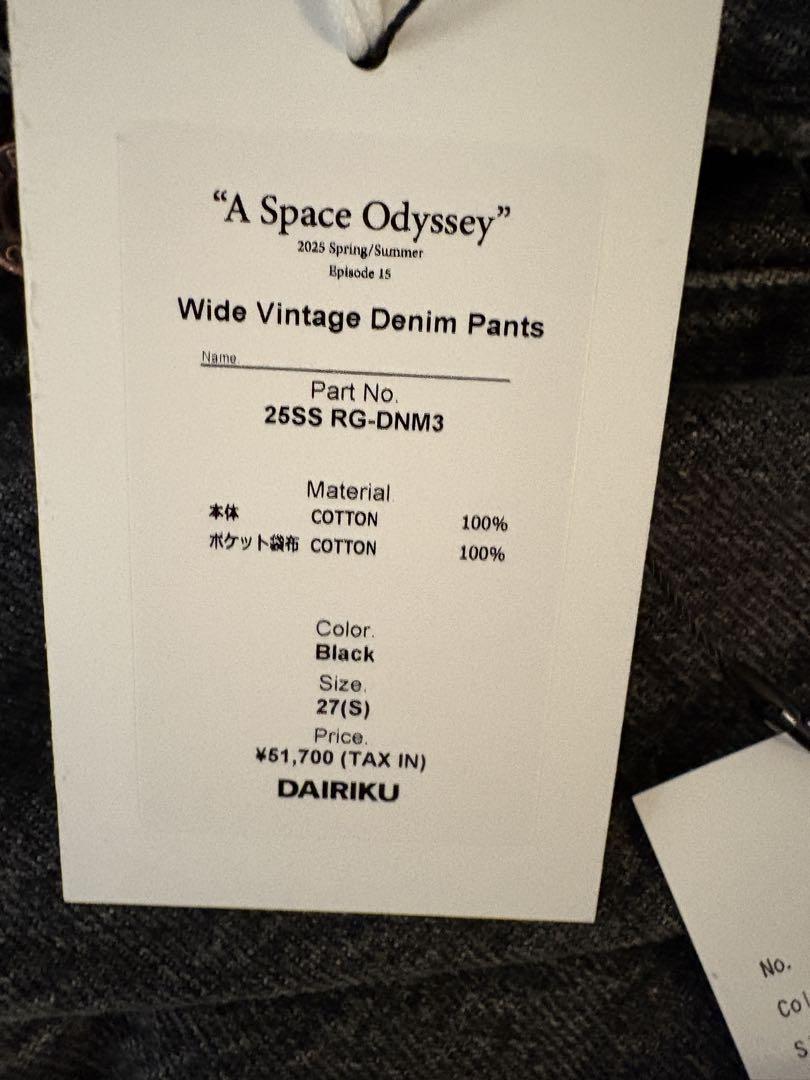 “A Space Odyssey”
2025 Spring/Summer
Episode 15
Wide Vintage Denim Pants
Name.
Part No.
25SS RG-DNM3
Material.
本体 COTTON 100%
ポケット袋布 COTTON 100%
Color.
Black
Size.
27(S)
Price.
¥51,700 (TAX IN)
DAIRIKU
No.